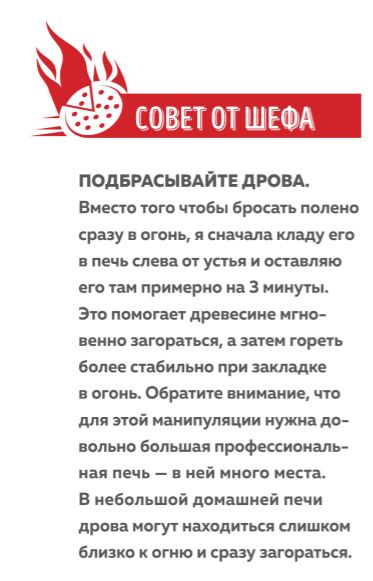 СОВЕТ ОТ ШЕФА
ПОДБРАСЫВАЙТЕ ДРОВА.
Вместо того чтобы бросать полено
сразу в огонь, я сначала кладу его
в печь слева от устья и оставляю
его там примерно на 3 минуты.
Это помогает древесине мгно-
венно загораться, а затем гореть
более стабильно при закладке
в огонь. Обратите внимание, что
для этой манипуляции нужна до-
вольно большая профессиональ-
ная печь — в ней много места.
В небольшой домашней печи
дрова могут находиться слишком
близко к огню и сразу загораться.